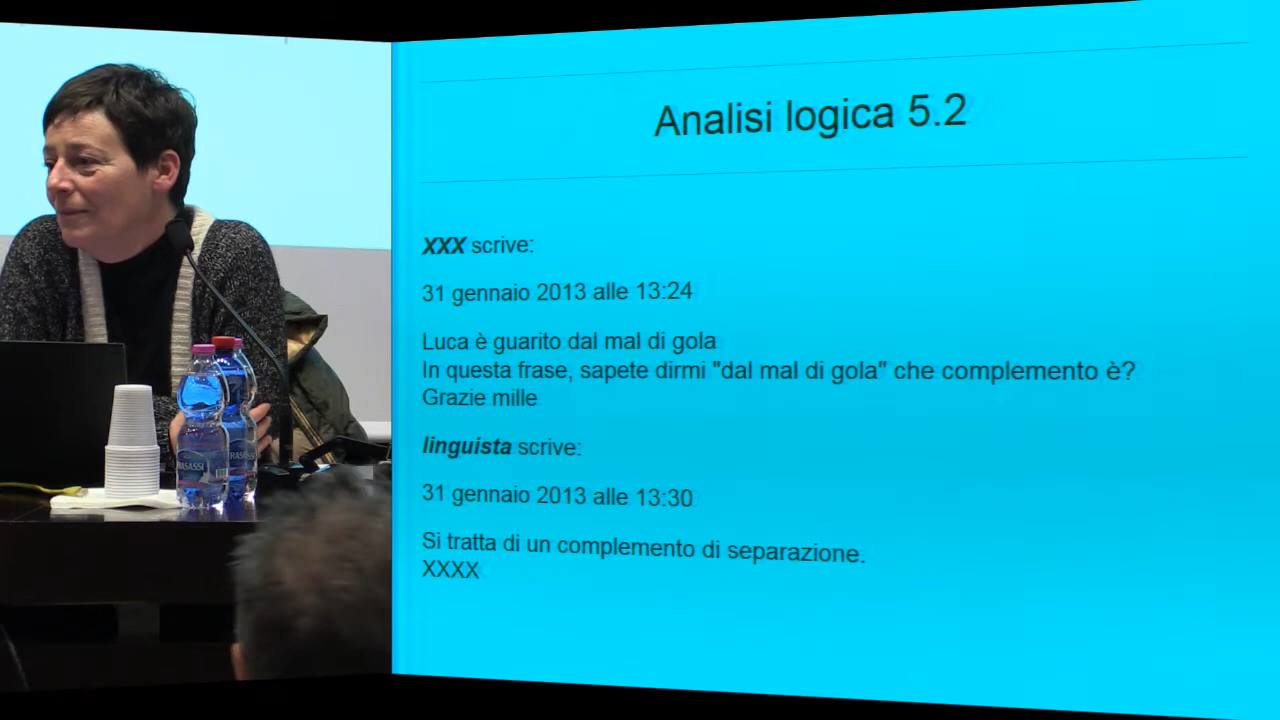 Analisi logica 5.2
XXX scrive:
31 gennaio 2013 alle 13:24
Luca è guarito dal mal di gola
In questa frase, sapete dirmi "dal mal di gola" che complemento è?
Grazie mille
linguista scrive:
31 gennaio 2013 alle 13:30
Si tratta di un complemento di separazione.
XXXX